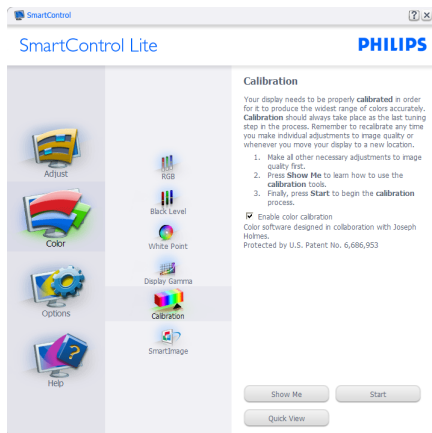 SmartControl
SmartControl Lite
PHILIPS
Adjust
Color
Options
Help
RGB
Black Level
White Point
Display Gamma
Calibration
SmartImage
Calibration
Your display needs to be properly calibrated in order
for it to produce the widest range of colors accurately.
Calibration should always take place as the last tuning
step in the process. Remember to recalibrate any time
you make individual adjustments to image quality or
whenever you move your display to a new location.
1. Make all other necessary adjustments to image
quality first.
2. Press Show Me to learn how to use the
calibration tools.
3. Finally, press Start to begin the calibration
process.
Enable color calibration
Color software designed in collaboration with Joseph
Holmes.
Protected by U.S. Patent No. 6,686,953
Show Me
Start
Quick View